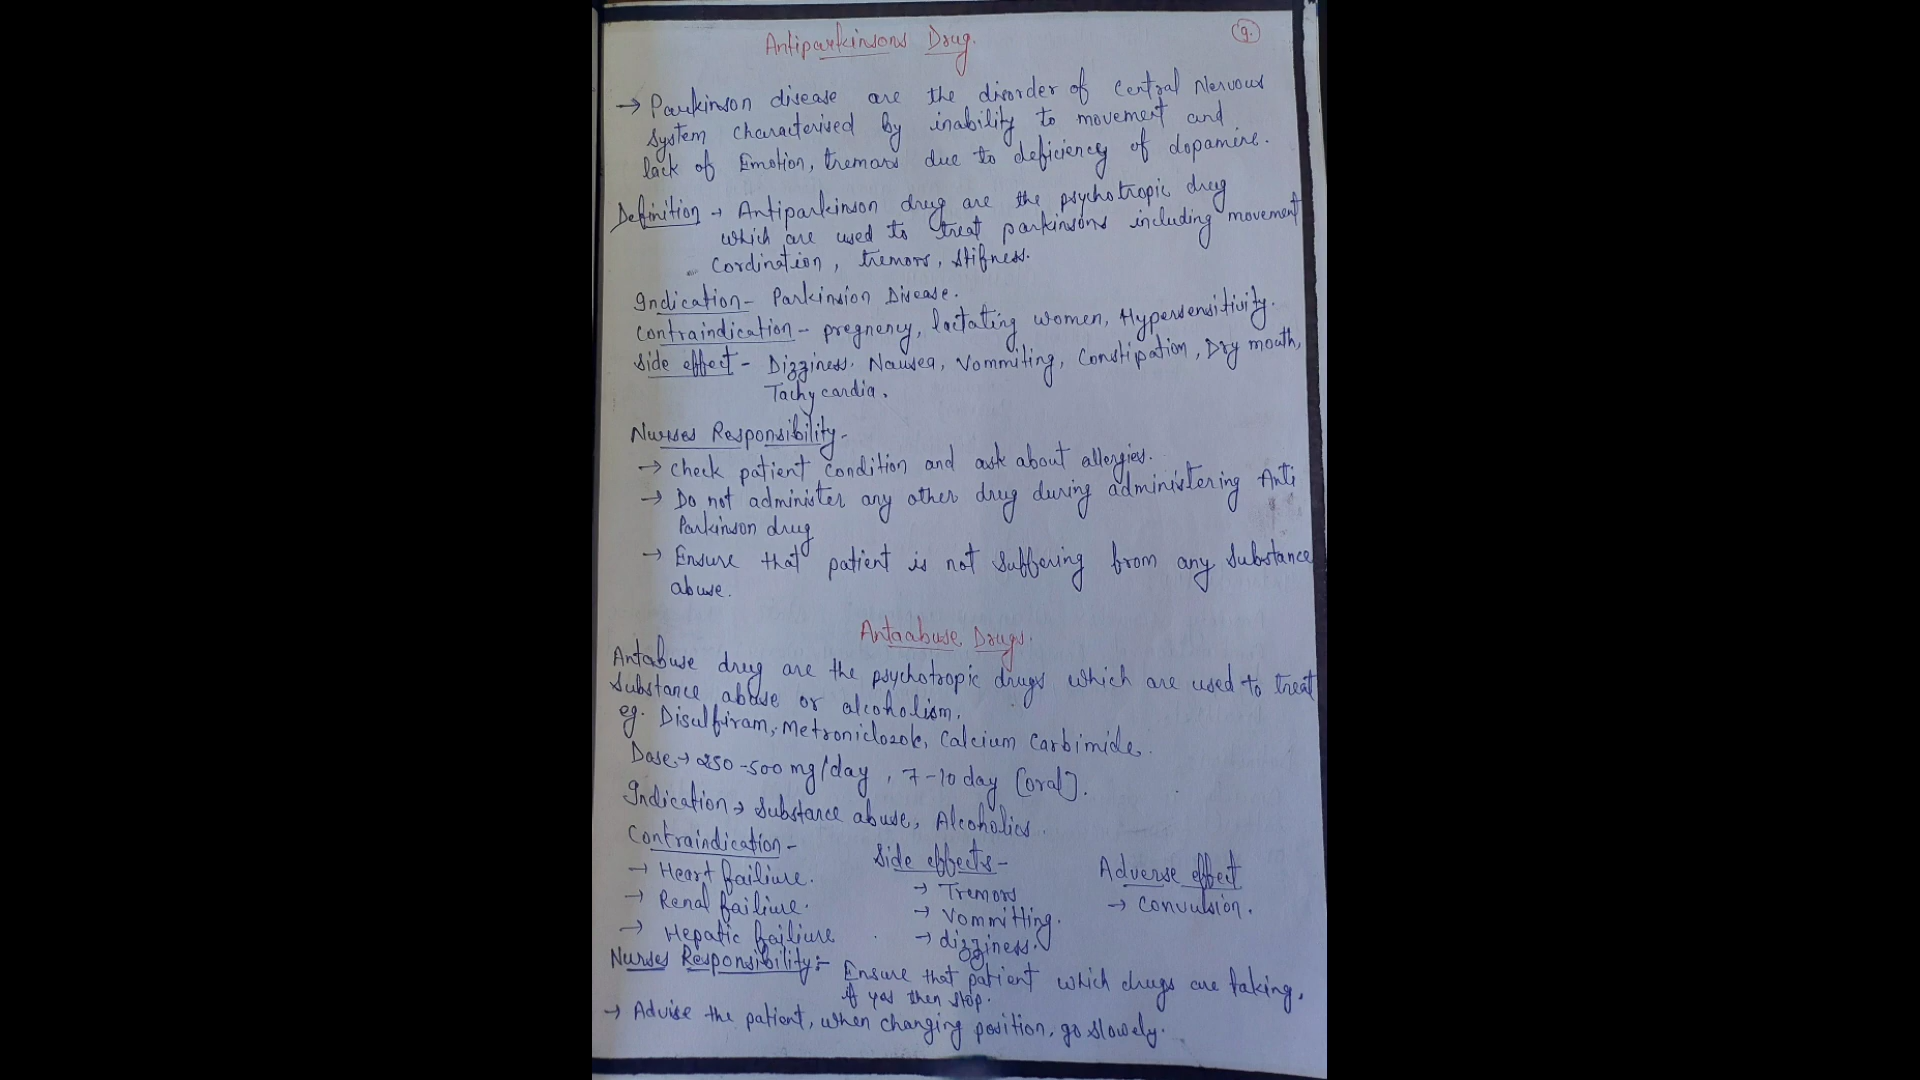 Antiparkinsons Drug.
9.
→ Parkinson disease are the disorder of Central Nervous
System characterised by inability to movement and
lack of Emotion, tremars due to deficiency of dopamine.
Definition → Antiparkinson drug are the psychotropic drug
which are used to treat parkinsons including movement
Cordination, tremors, Stifness.
Indication - Parkinsion Disease.
Contraindication - pregnency, lactating women, Hypersensitivity.
Side effect - Dizziness. Nausea, Vommiting, Constipation, Dry mouth,
Tachycardia.
Nurses Responsibility -
→ check patient condition and ask about allergies.
→ Do not administer any other drug during administering Anti
Parkinson drug
→ Ensure that patient is not Suffering from any Substance
abuse.
Antaabuse Drugs.
Antabuse drug are the psychotropic drugs which are used to treat
Substance abuse or alcoholism.
eg. Disulfiram, Metroniclozole, Calcium Carbimide.
Dose → 250-500 mg/day, 7-10 day [oral].
Indication → Substance abuse, Alcoholics.
Contraindication -
→ Heart failiure.
→ Renal failiure.
→ Hepatic failiure
Side effects -
→ Tremors
→ Vommitting.
→ dizziness.
Adverse effect
→ Convulsion.
Nurses Responsibility :- Ensure that patient which drugs are taking,
if yes then stop.
→ Advise the patient, when changing position, go slowely.